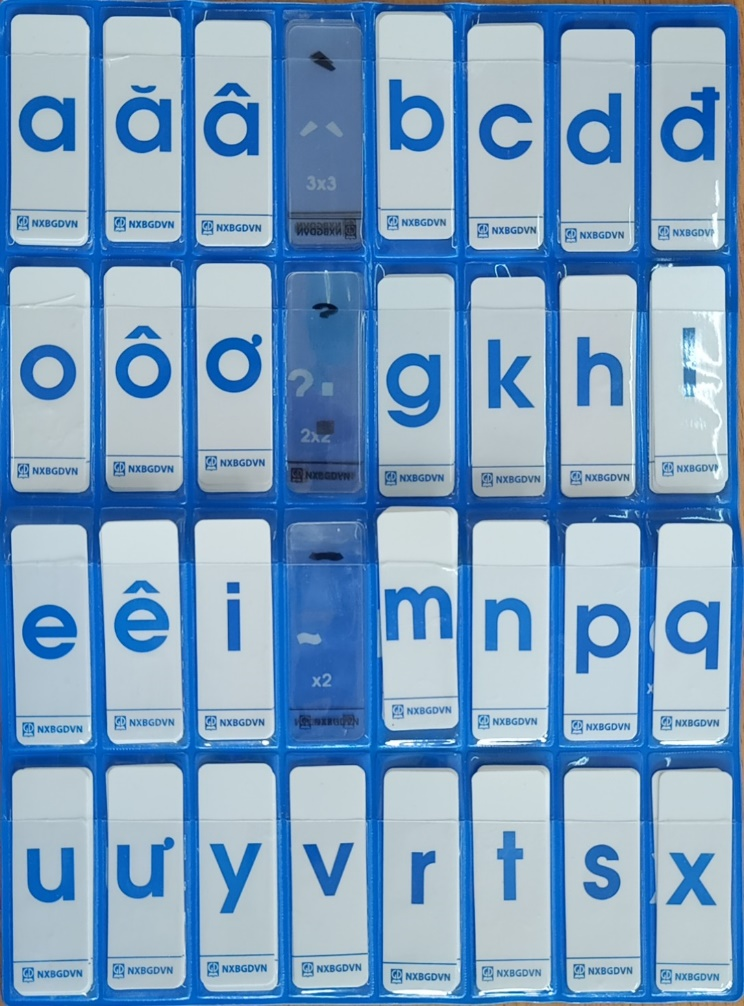 a ă â b c d đ
3x3
NXBGDVN NXBGDVN NXBGDVN NXBGDVN NXBGDVN NXBGDVN NXBGDVN NXBGDVN
o ô ơ ? g k h l
?.
2x2
NXBGDVN NXBGDVN NXBGDVN NXBGDVN NXBGDVN NXBGDVN NXBGDVN NXBGDVN
e ê i ~ m n p q
x2
NXBGDVN NXBGDVN NXBGDVN NXBGDVN NXBGDVN NXBGDVN NXBGDVN
u ư y v r t s x
NXBGDVN NXBGDVN NXBGDVN NXBGDVN NXBGDVN NXBGDVN NXBGDVN NXBGDVN